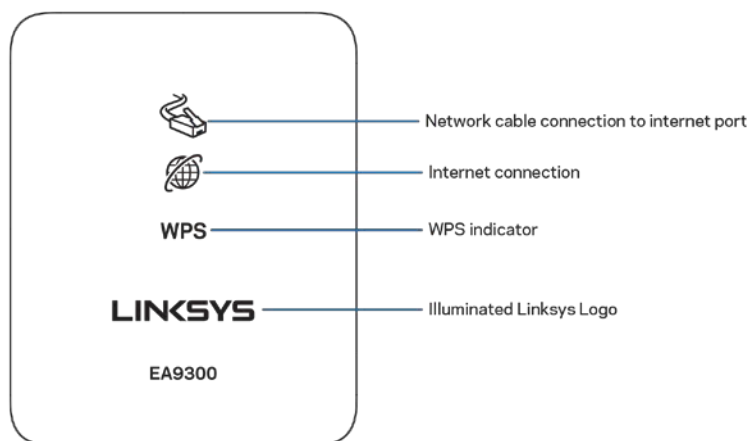 Network cable connection to internet port
Internet connection
WPS WPS indicator
LINKSYS Illuminated Linksys Logo
EA9300